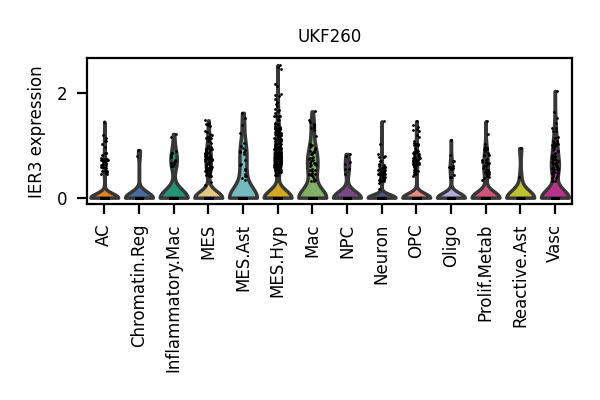 UKF260
IER3 expression
2
0
AC
Chromatin.Reg
Inflammatory.Mac
MES
MES.Ast
MES.Hyp
Mac
NPC
Neuron
OPC
Oligo
Prolif.Metab
Reactive.Ast
Vasc